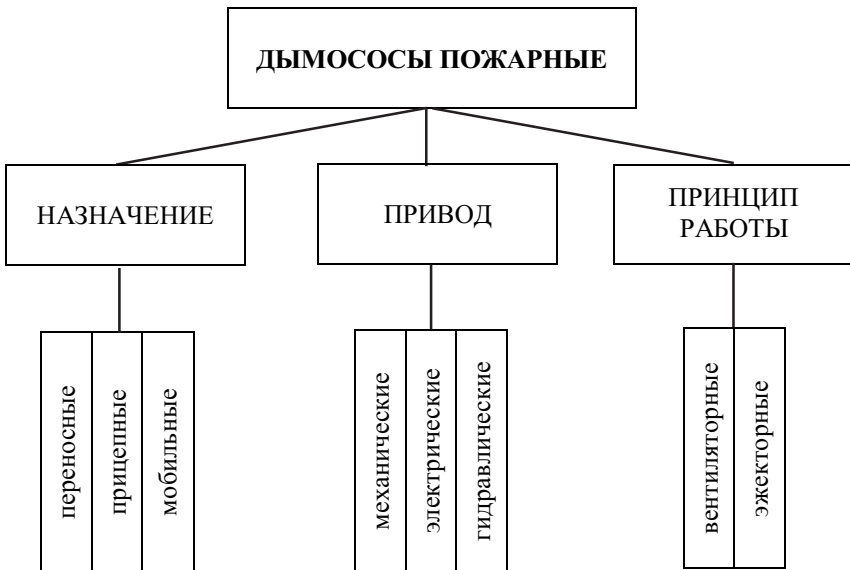 ДЫМОСОСЫ ПОЖАРНЫЕ
НАЗНАЧЕНИЕ
ПРИВОД
ПРИНЦИП
РАБОТЫ
переносные
прицепные
мобильные
механические
электрические
гидравлические
вентиляторные
эжекторные